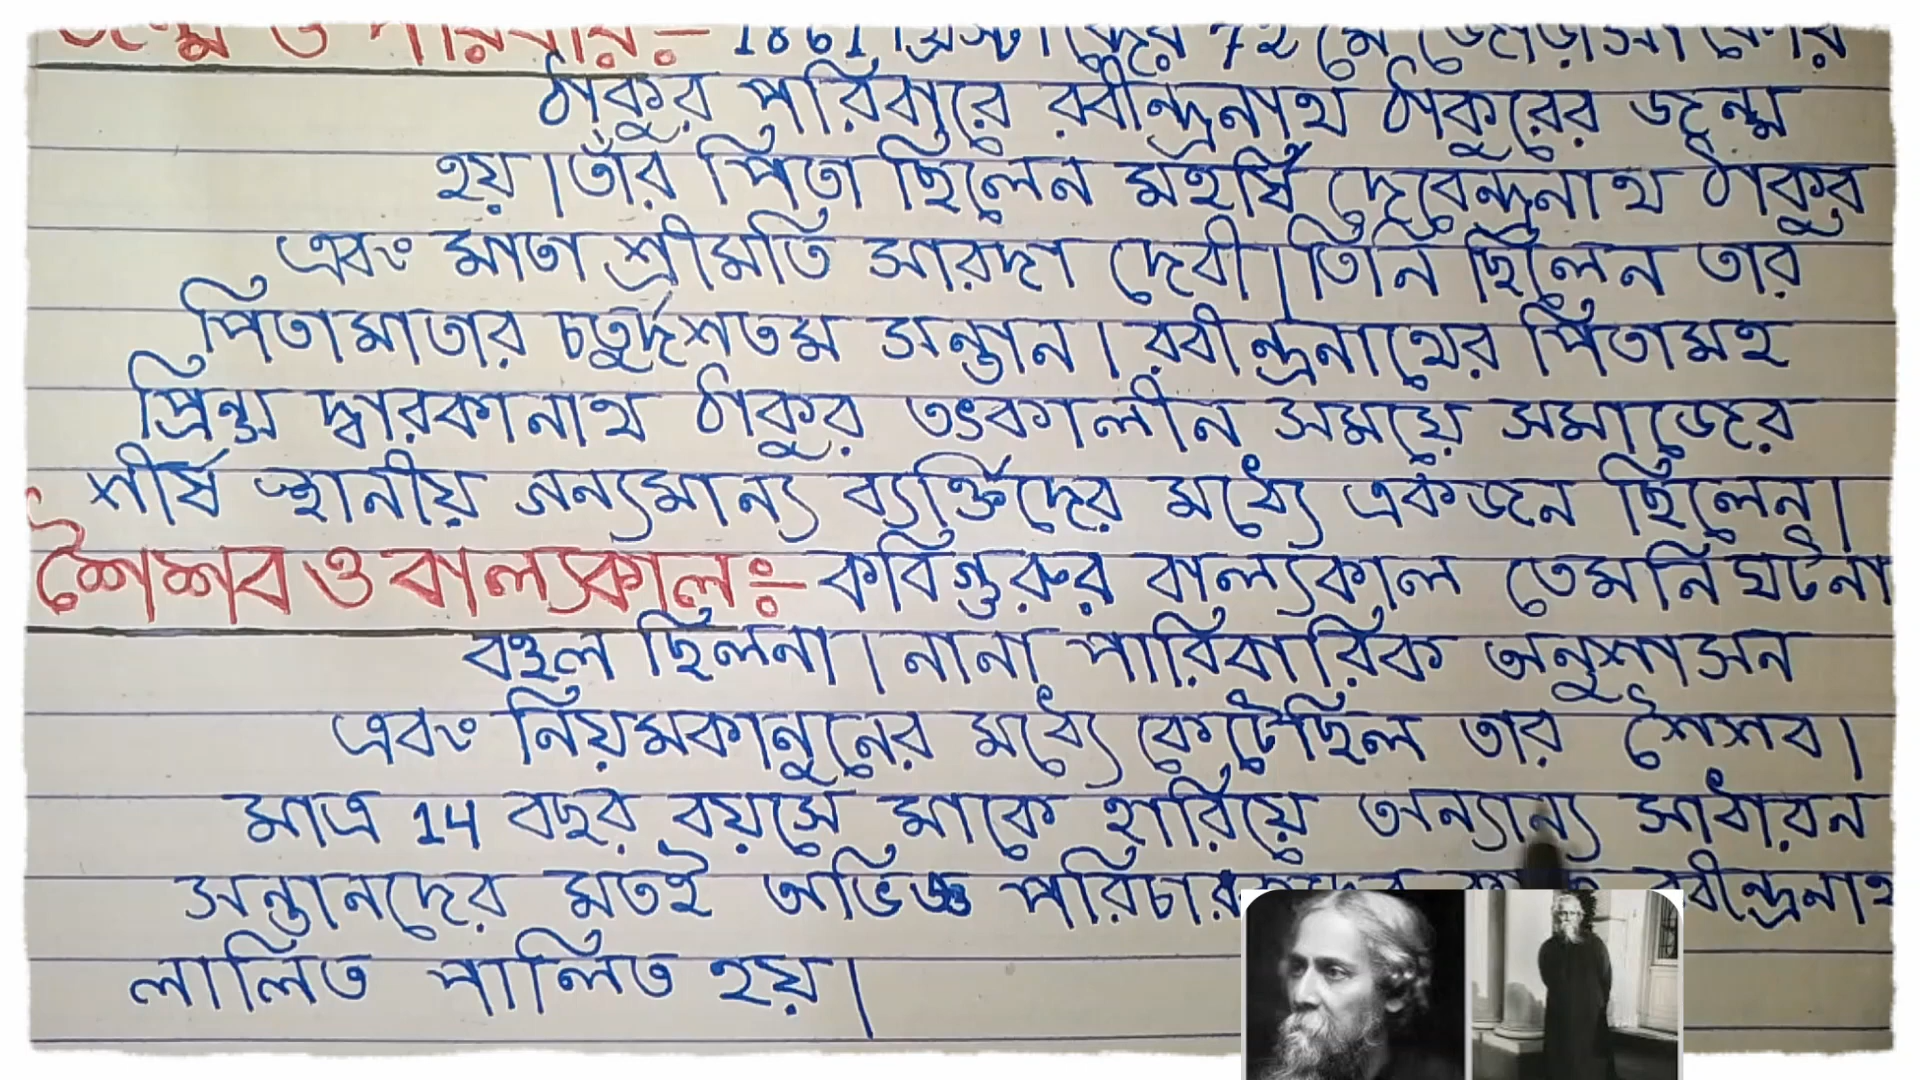 জন্ম ও পরিবার:- 1861 খ্রিস্টাব্দের 7ই মে জোড়াসাঁকোর
ঠাকুর পরিবারে রবীন্দ্রনাথ ঠাকুরের জন্ম
হয়। তাঁর পিতা ছিলেন মহর্ষি দেবেন্দ্রনাথ ঠাকুর
এবং মাতা শ্রীমতি সারদা দেবী। তিনি ছিলেন তার
পিতামাতার চতুর্দশতম সন্তান। রবীন্দ্রনাথের পিতামহ
প্রিন্স দ্বারকানাথ ঠাকুর তৎকালীন সময়ে সমাজের
শীর্ষ স্থানীয় গন্যমান্য ব্যক্তিদের মধ্যে একজন ছিলেন।
শৈশব ও বাল্যকাল:- কবিগুরুর বাল্যকাল তেমনি ঘটনা
বহুল ছিলনা। নানা পারিবারিক অনুশাসন
এবং নিয়মকানুনের মধ্যে কেটেছিল তার শৈশব।
মাত্র 14 বছর বয়সে মাকে হারিয়ে অন্যান্য সাধারন
সন্তানদের মতই অভিজ্ঞ রবীন্দ্রনাথ
লালিত পালিত হয়।